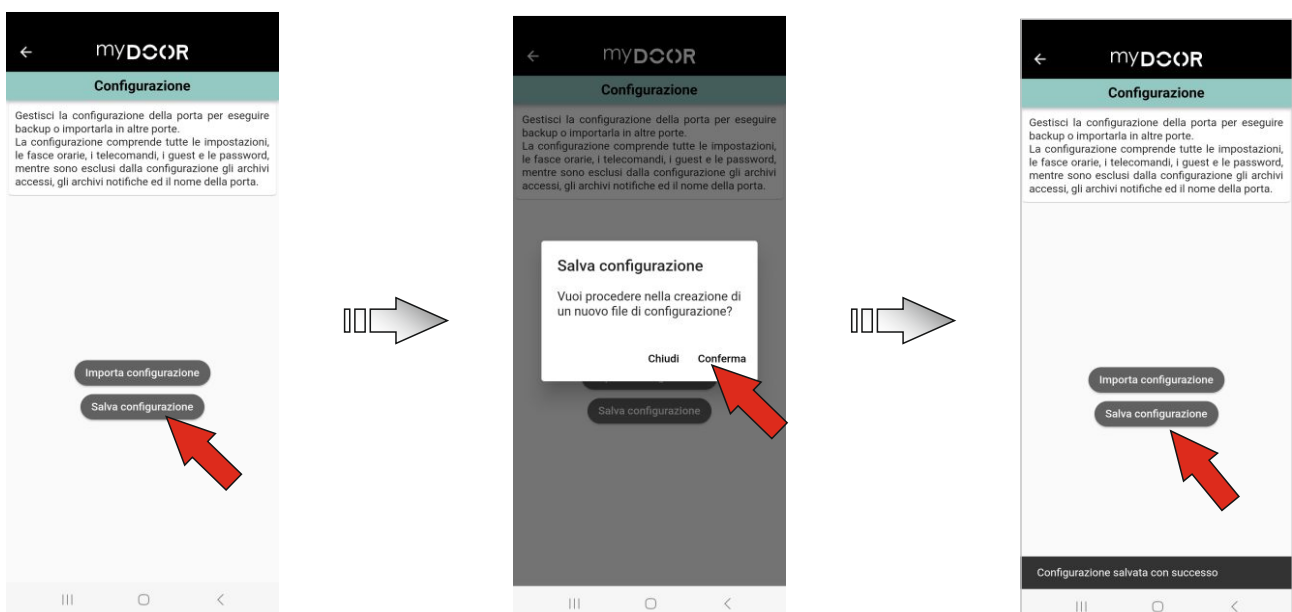 myDOOR
Configurazione
Gestisci la configurazione della porta per eseguire
backup o importarla in altre porte.
La configurazione comprende tutte le impostazioni,
le fasce orarie, i telecomandi, i guest e le password,
mentre sono esclusi dalla configurazione gli archivi
accessi, gli archivi notifiche ed il nome della porta.
Importa configurazione
Salva configurazione
myDOOR
Configurazione
Gestisci la configurazione della porta per eseguire
backup o importarla in altre porte.
La configurazione comprende tutte le impostazioni,
le fasce orarie, i telecomandi, i guest e le password,
mentre sono esclusi dalla configurazione gli archivi
accessi, gli archivi notifiche ed il nome della porta.
Salva configurazione
Vuoi procedere nella creazione di
un nuovo file di configurazione?
Chiudi Conferma
Salva configurazione
myDOOR
Configurazione
Gestisci la configurazione della porta per eseguire
backup o importarla in altre porte.
La configurazione comprende tutte le impostazioni,
le fasce orarie, i telecomandi, i guest e le password,
mentre sono esclusi dalla configurazione gli archivi
accessi, gli archivi notifiche ed il nome della porta.
Importa configurazione
Salva configurazione
Configurazione salvata con successo